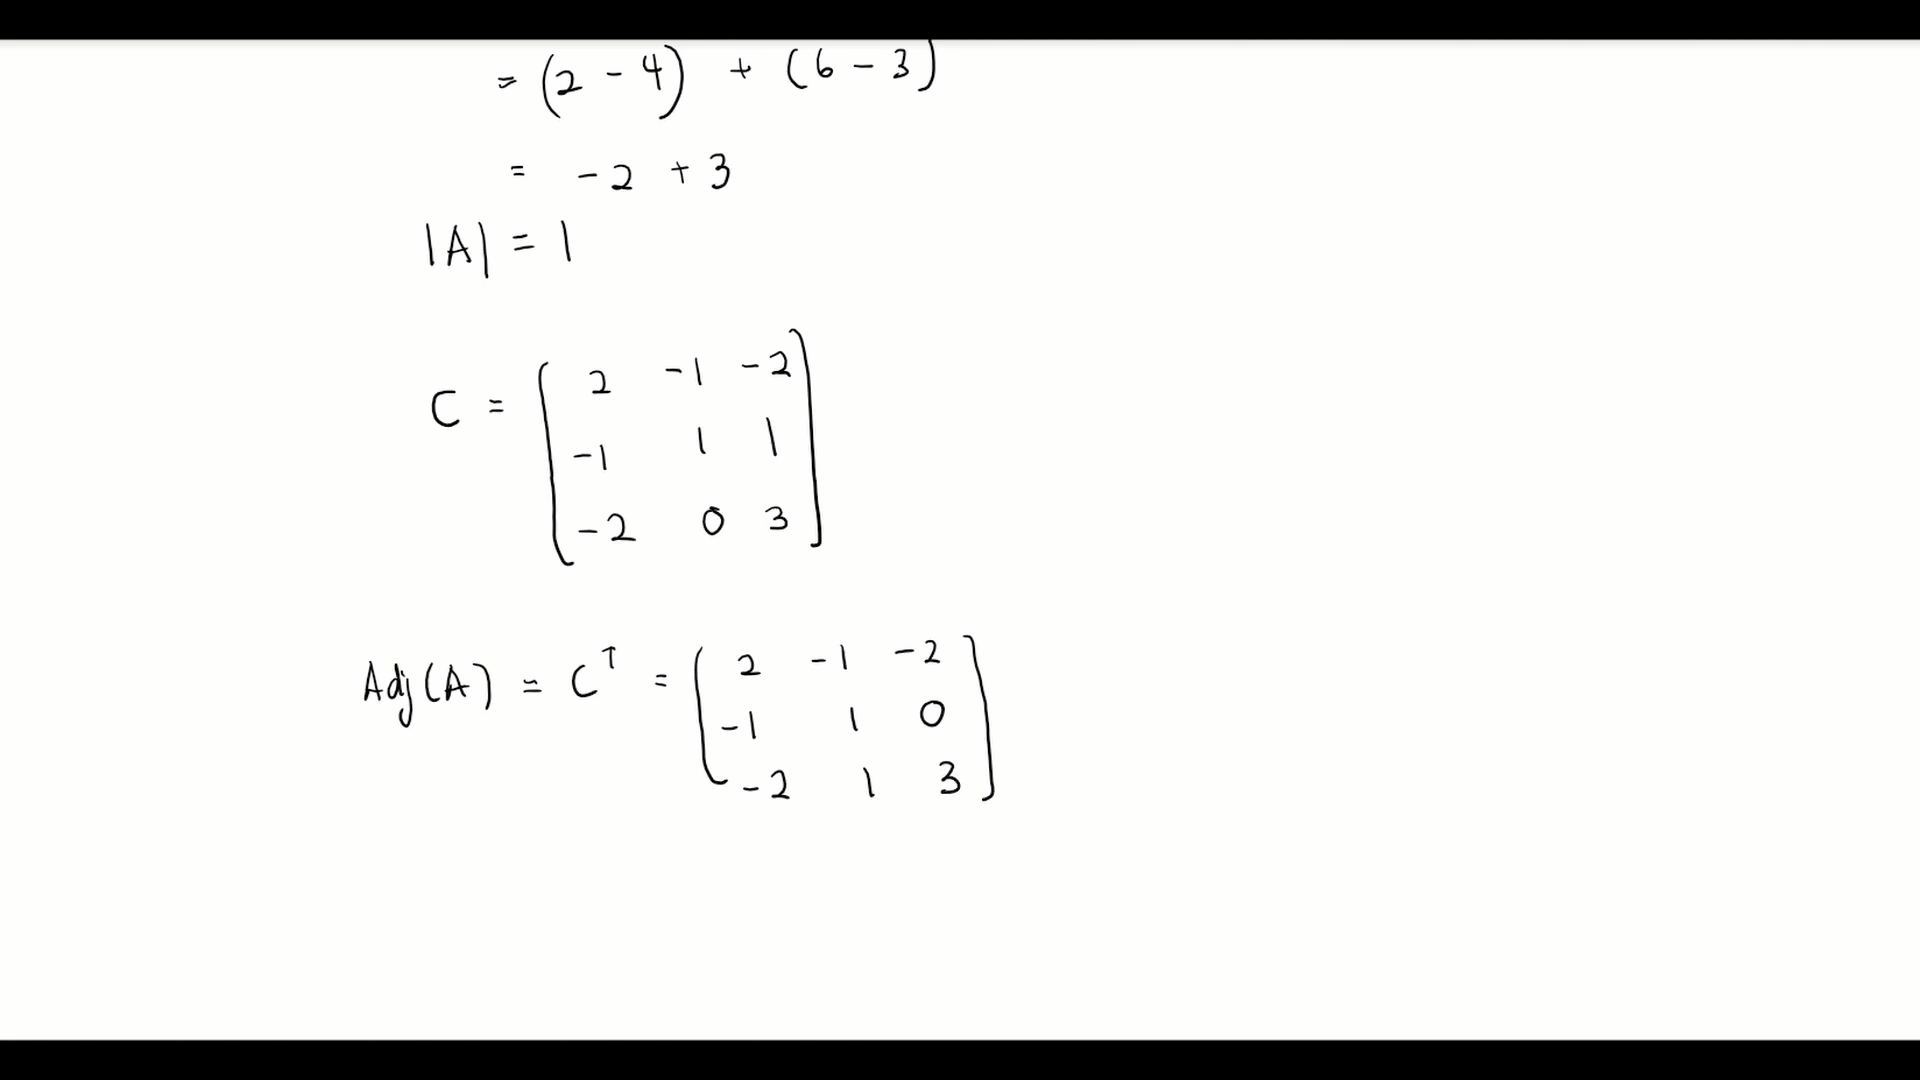 = (2 - 4) + (6 - 3)
= -2 + 3
|A| = 1
C = [ 2 -1 -2
-1 1 1
-2 0 3 ]
Adj(A) = C^T = [ 2 -1 -2
-1 1 0
-2 1 3 ]